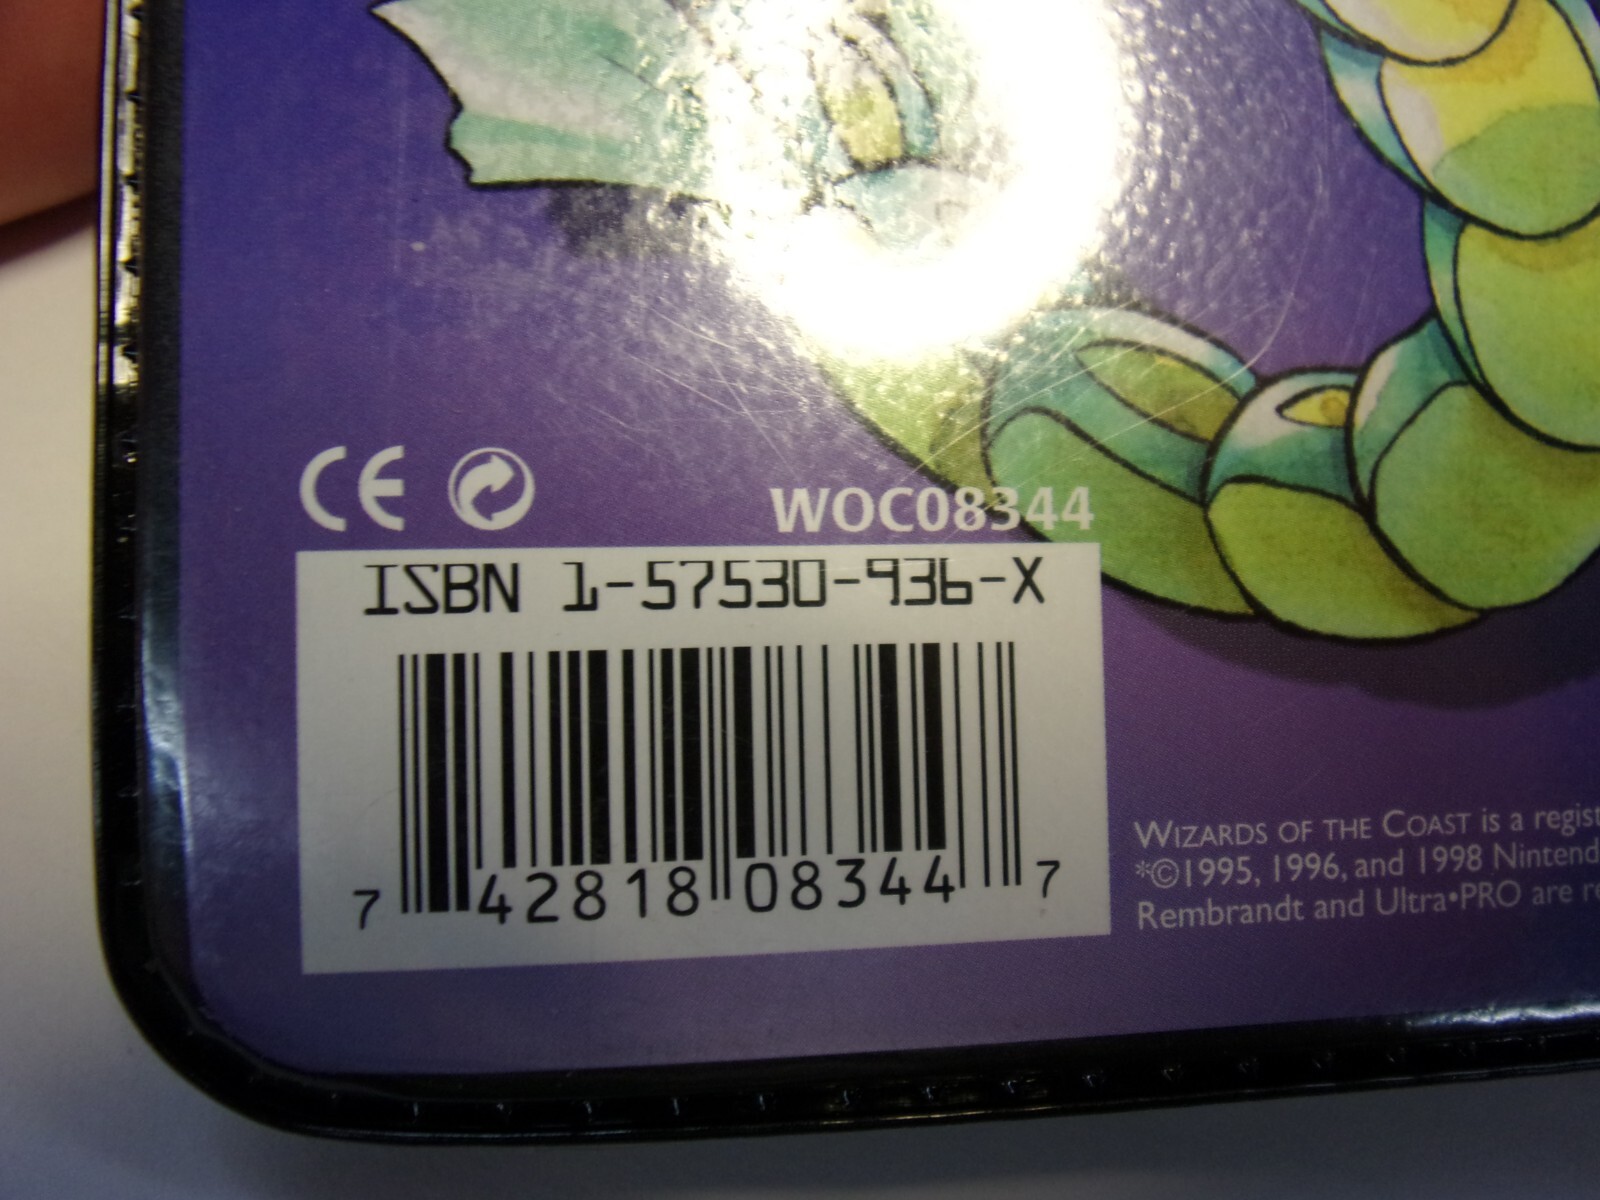 CE
WOC08344
ISBN 1-57530-936-X
7 42818 08344 7
WIZARDS OF THE COAST is a regist
*©1995, 1996, and 1998 Nintend
Rembrandt and Ultra•PRO are re